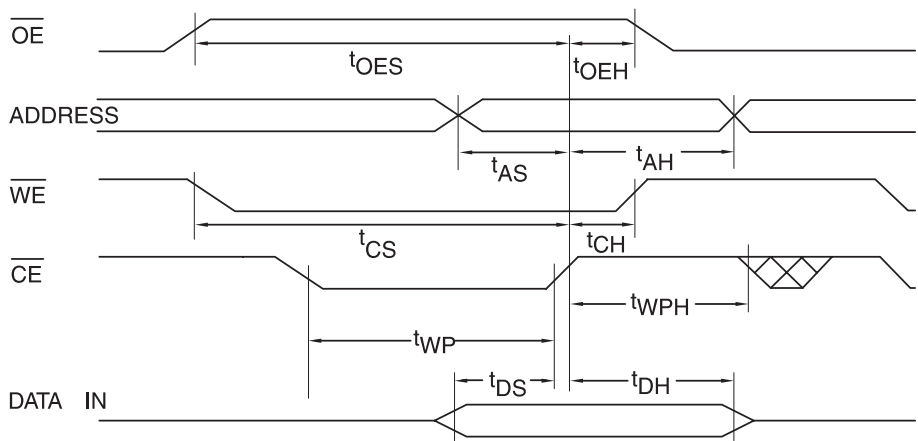 OE
tOES
tOEH
ADDRESS
tAS
tAH
WE
tCS
tCH
CE
tWPH
tWP
tDS
tDH
DATA IN